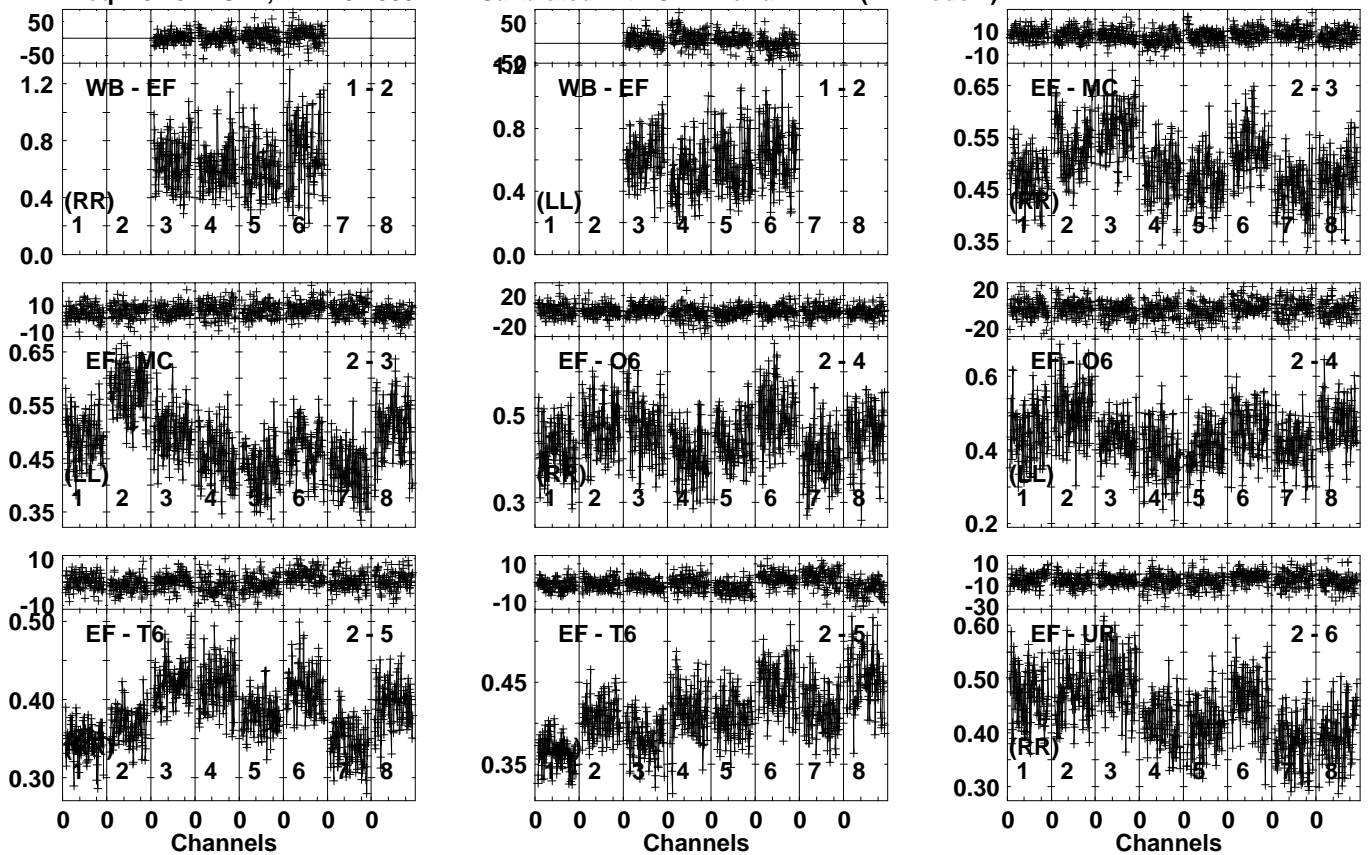 50 50 10
-50 50 -10
1.2 WB - EF 1 - 2 1.2 WB - EF 1 - 2 0.65 EF - MC 2 - 3
0.8 0.8 0.55
0.4 0.4 0.45
(RR) (LL) (RR)
1 2 3 4 5 6 7 8 1 2 3 4 5 6 7 8 1 2 3 4 5 6 7 8
0.0 0.0 0.35
10 20 20
-10 -20 -20
0.65 EF - MC 2 - 3 EF - O6 2 - 4 0.6 EF - O6 2 - 4
0.55 0.5
0.45 0.4
(LL) (RR) (LL)
0.35 1 2 3 4 5 6 7 8 0.3 1 2 3 4 5 6 7 8 1 2 3 4 5 6 7 8
0.2
10 10 10
-10 -10 -10
-30
0.50 EF - T6 2 - 5 EF - T6 2 - 5 0.60 EF - UR 2 - 6
0.45 0.50
0.40 0.40
(RR)
0.30 1 2 3 4 5 6 7 8 0.35 1 2 3 4 5 6 7 8 0.30 1 2 3 4 5 6 7 8
0 0 0 0 0 0 0 0 0 0 0 0 0 0 0 0 0 0 0 0 0 0 0 0
Channels Channels Channels